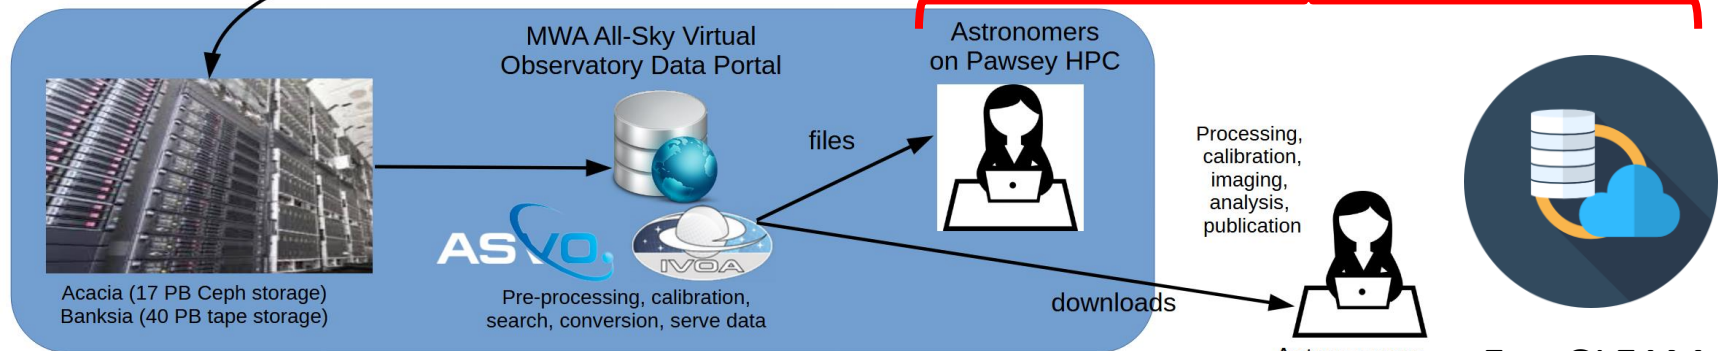 MWA All-Sky Virtual
Observatory Data Portal
Astronomers
on Pawsey HPC
files
Processing,
calibration,
imaging,
analysis,
publication
ASVO
IVOA
Acacia (17 PB Ceph storage)
Banksia (40 PB tape storage)
Pre-processing, calibration,
search, conversion, serve data
downloads